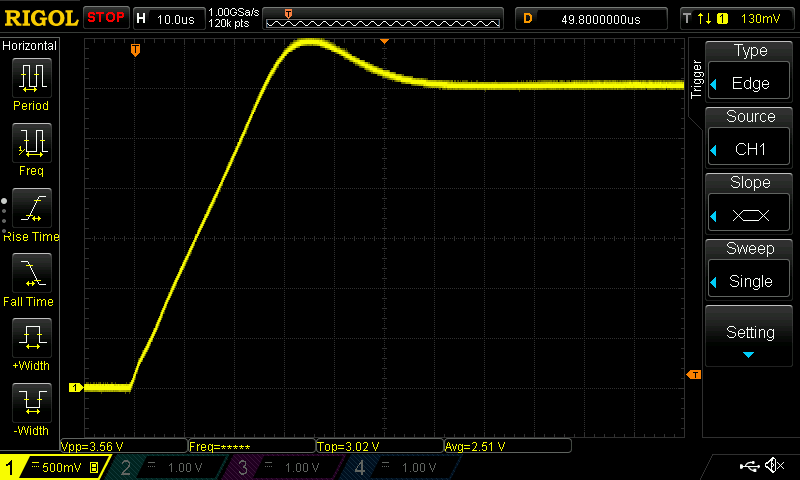 RIGOL STOP H 10.0us 1.00GSa/s 120k pts T D 49.8000000us T 1 130mV
Horizontal
Period
Freq
Rise Time
Fall Time
+Width
-Width
T
1
T
Trigger
Type
Edge
Source
CH1
Slope
Sweep
Single
Setting
Vpp=3.56 V Freq=***** Top=3.02 V Avg=2.51 V
1 500mV B 2 1.00 V 3 1.00 V 4 1.00 V